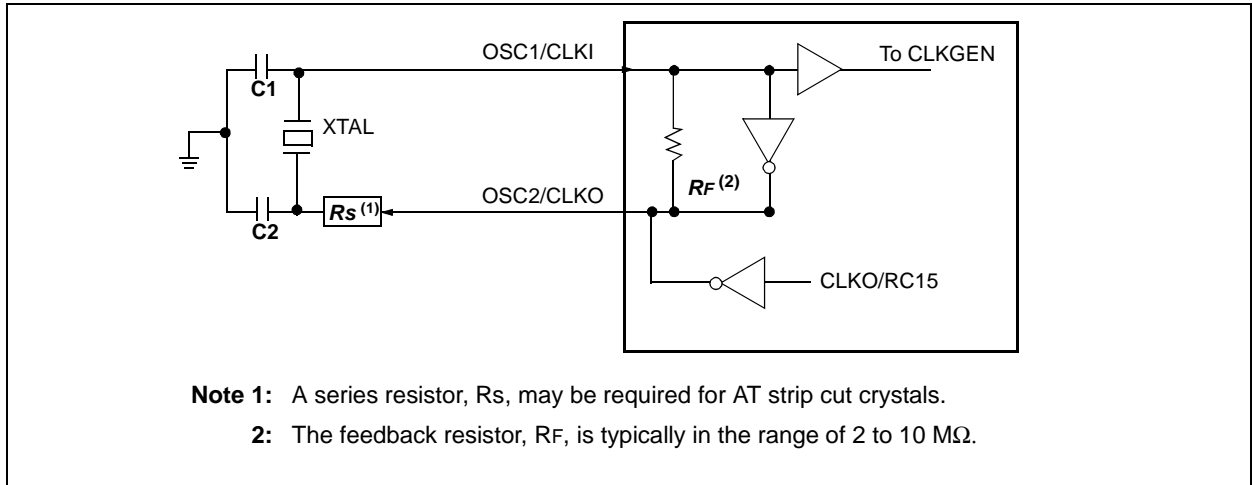 OSC1/CLKI
To CLKGEN
C1
XTAL
RF (2)
OSC2/CLKO
Rs (1)
C2
CLKO/RC15
Note 1: A series resistor, Rs, may be required for AT strip cut crystals.
2: The feedback resistor, RF, is typically in the range of 2 to 10 MΩ.